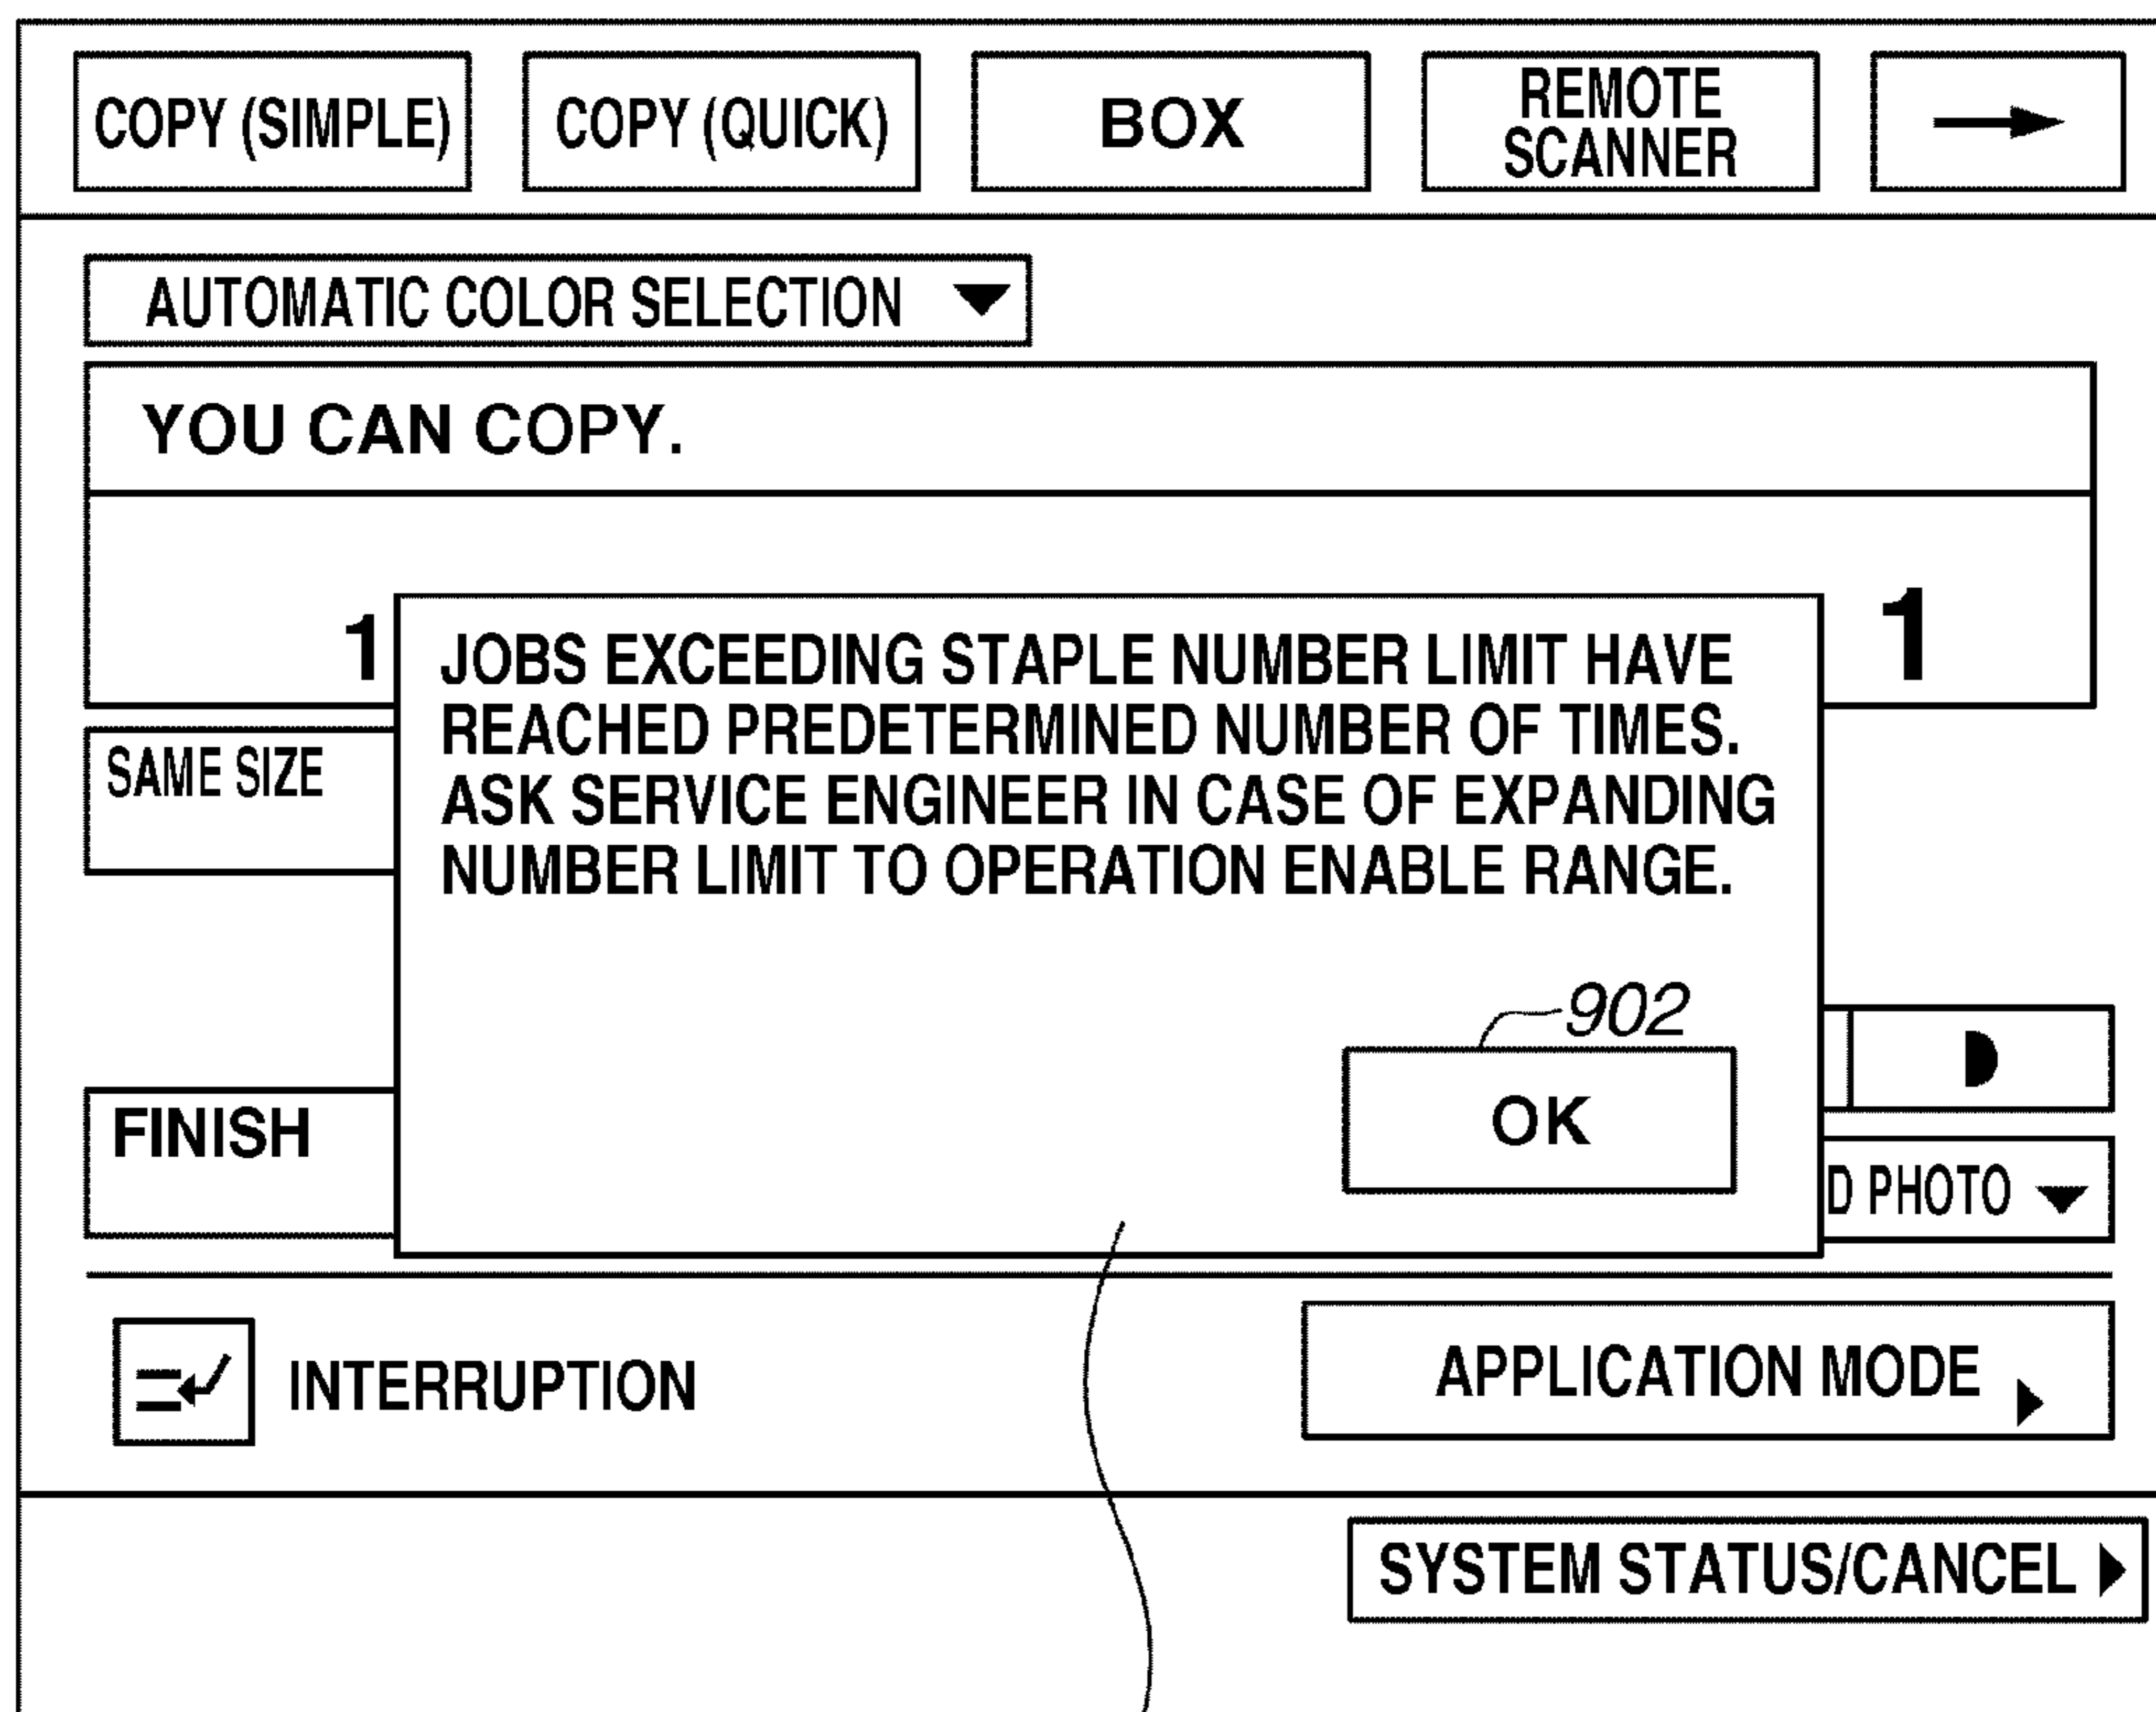 COPY (SIMPLE)
COPY (QUICK)
BOX
REMOTE
SCANNER
AUTOMATIC COLOR SELECTION
YOU CAN COPY.
1
1
JOBS EXCEEDING STAPLE NUMBER LIMIT HAVE
REACHED PREDETERMINED NUMBER OF TIMES.
ASK SERVICE ENGINEER IN CASE OF EXPANDING
NUMBER LIMIT TO OPERATION ENABLE RANGE.
SAME SIZE
902
OK
FINISH
D PHOTO
INTERRUPTION
APPLICATION MODE
SYSTEM STATUS/CANCEL